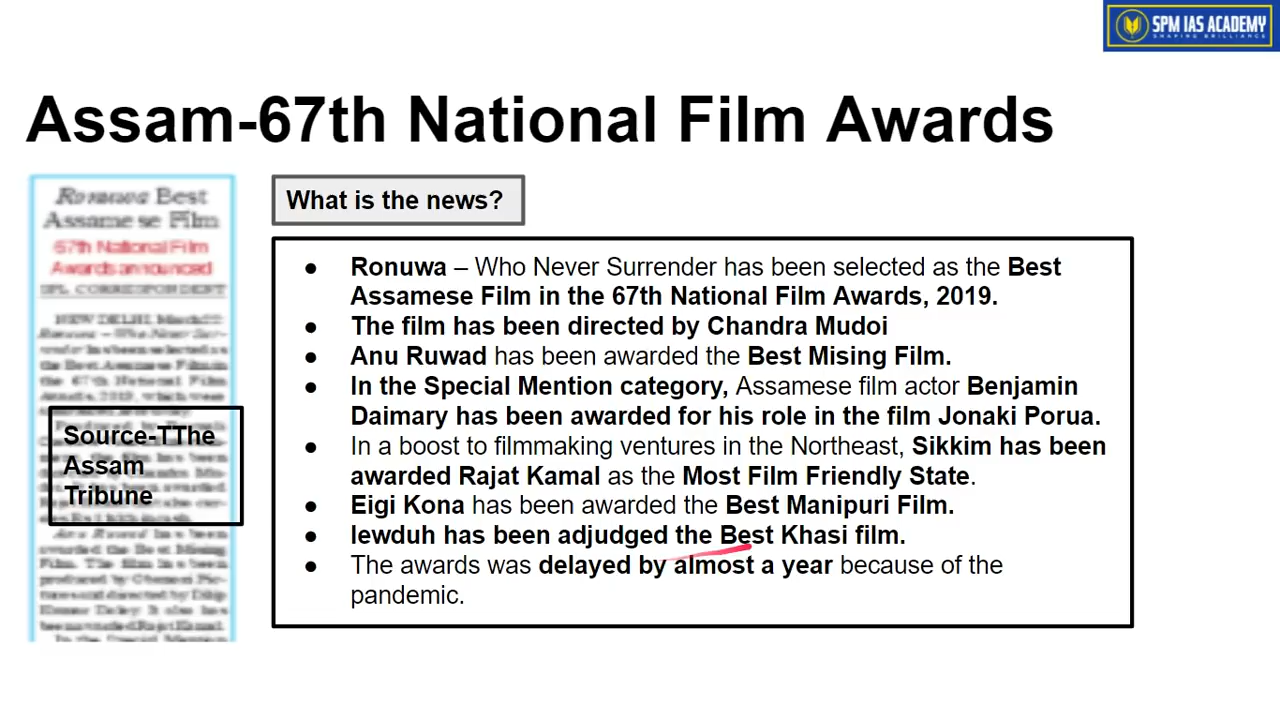 SPM IAS ACADEMY
SHAPING BRILLIANCE
Assam-67th National Film Awards
Ronuwa Best
Assamese Film
67th National Film
Awards announced
SPL CORRESPONDENT
Source-TThe
Assam
Tribune
What is the news?
● Ronuwa – Who Never Surrender has been selected as the Best
Assamese Film in the 67th National Film Awards, 2019.
● The film has been directed by Chandra Mudoi
● Anu Ruwad has been awarded the Best Mising Film.
● In the Special Mention category, Assamese film actor Benjamin
Daimary has been awarded for his role in the film Jonaki Porua.
● In a boost to filmmaking ventures in the Northeast, Sikkim has been
awarded Rajat Kamal as the Most Film Friendly State.
● Eigi Kona has been awarded the Best Manipuri Film.
● Iewduh has been adjudged the Best Khasi film.
● The awards was delayed by almost a year because of the
pandemic.